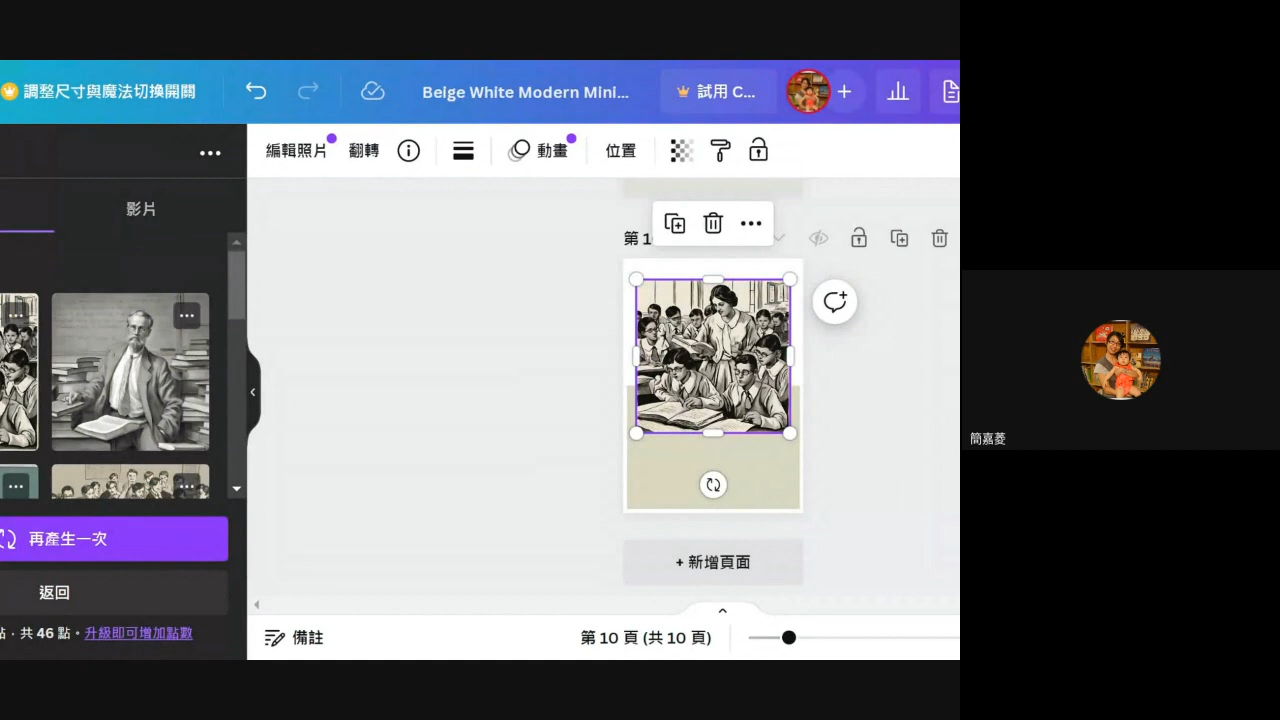 調整尺寸與魔法切換開關
Beige White Modern Mini...
試用 C...
編輯照片
翻轉
動畫
位置
影片
第 1
再產生一次
返回
點 · 共 46 點。升級即可增加點數
+ 新增頁面
備註
第 10 頁 (共 10 頁)
簡嘉菱